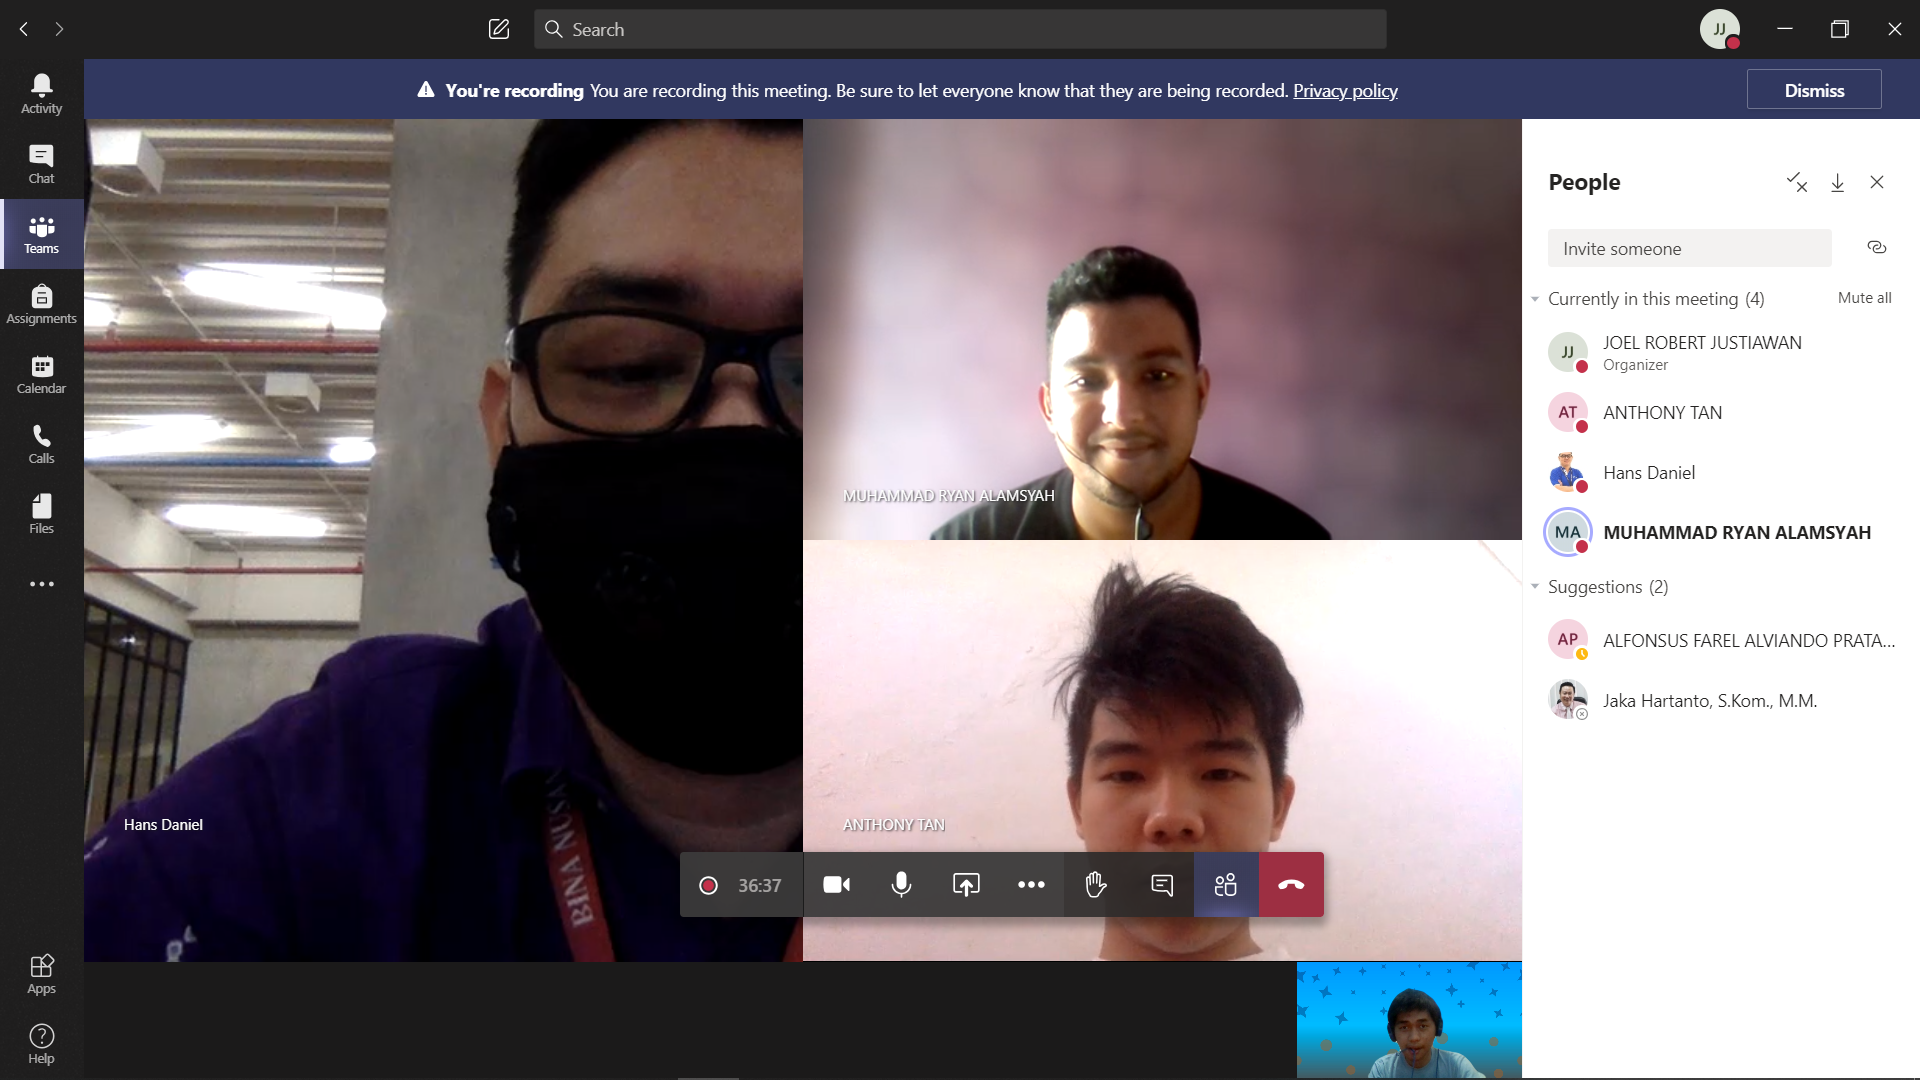 Search
JJ
You're recording You are recording this meeting. Be sure to let everyone know that they are being recorded. Privacy policy
Dismiss
Activity
Chat
Teams
Assignments
Calendar
Calls
Files
Apps
Help
Hans Daniel
BINA NUSA
MUHAMMAD RYAN ALAMSYAH
ANTHONY TAN
36:37
People
Invite someone
Currently in this meeting (4)
Mute all
JJ
JOEL ROBERT JUSTIAWAN
Organizer
AT
ANTHONY TAN
Hans Daniel
MA
MUHAMMAD RYAN ALAMSYAH
Suggestions (2)
AP
ALFONSUS FAREL ALVIANDO PRATA...
Jaka Hartanto, S.Kom., M.M.